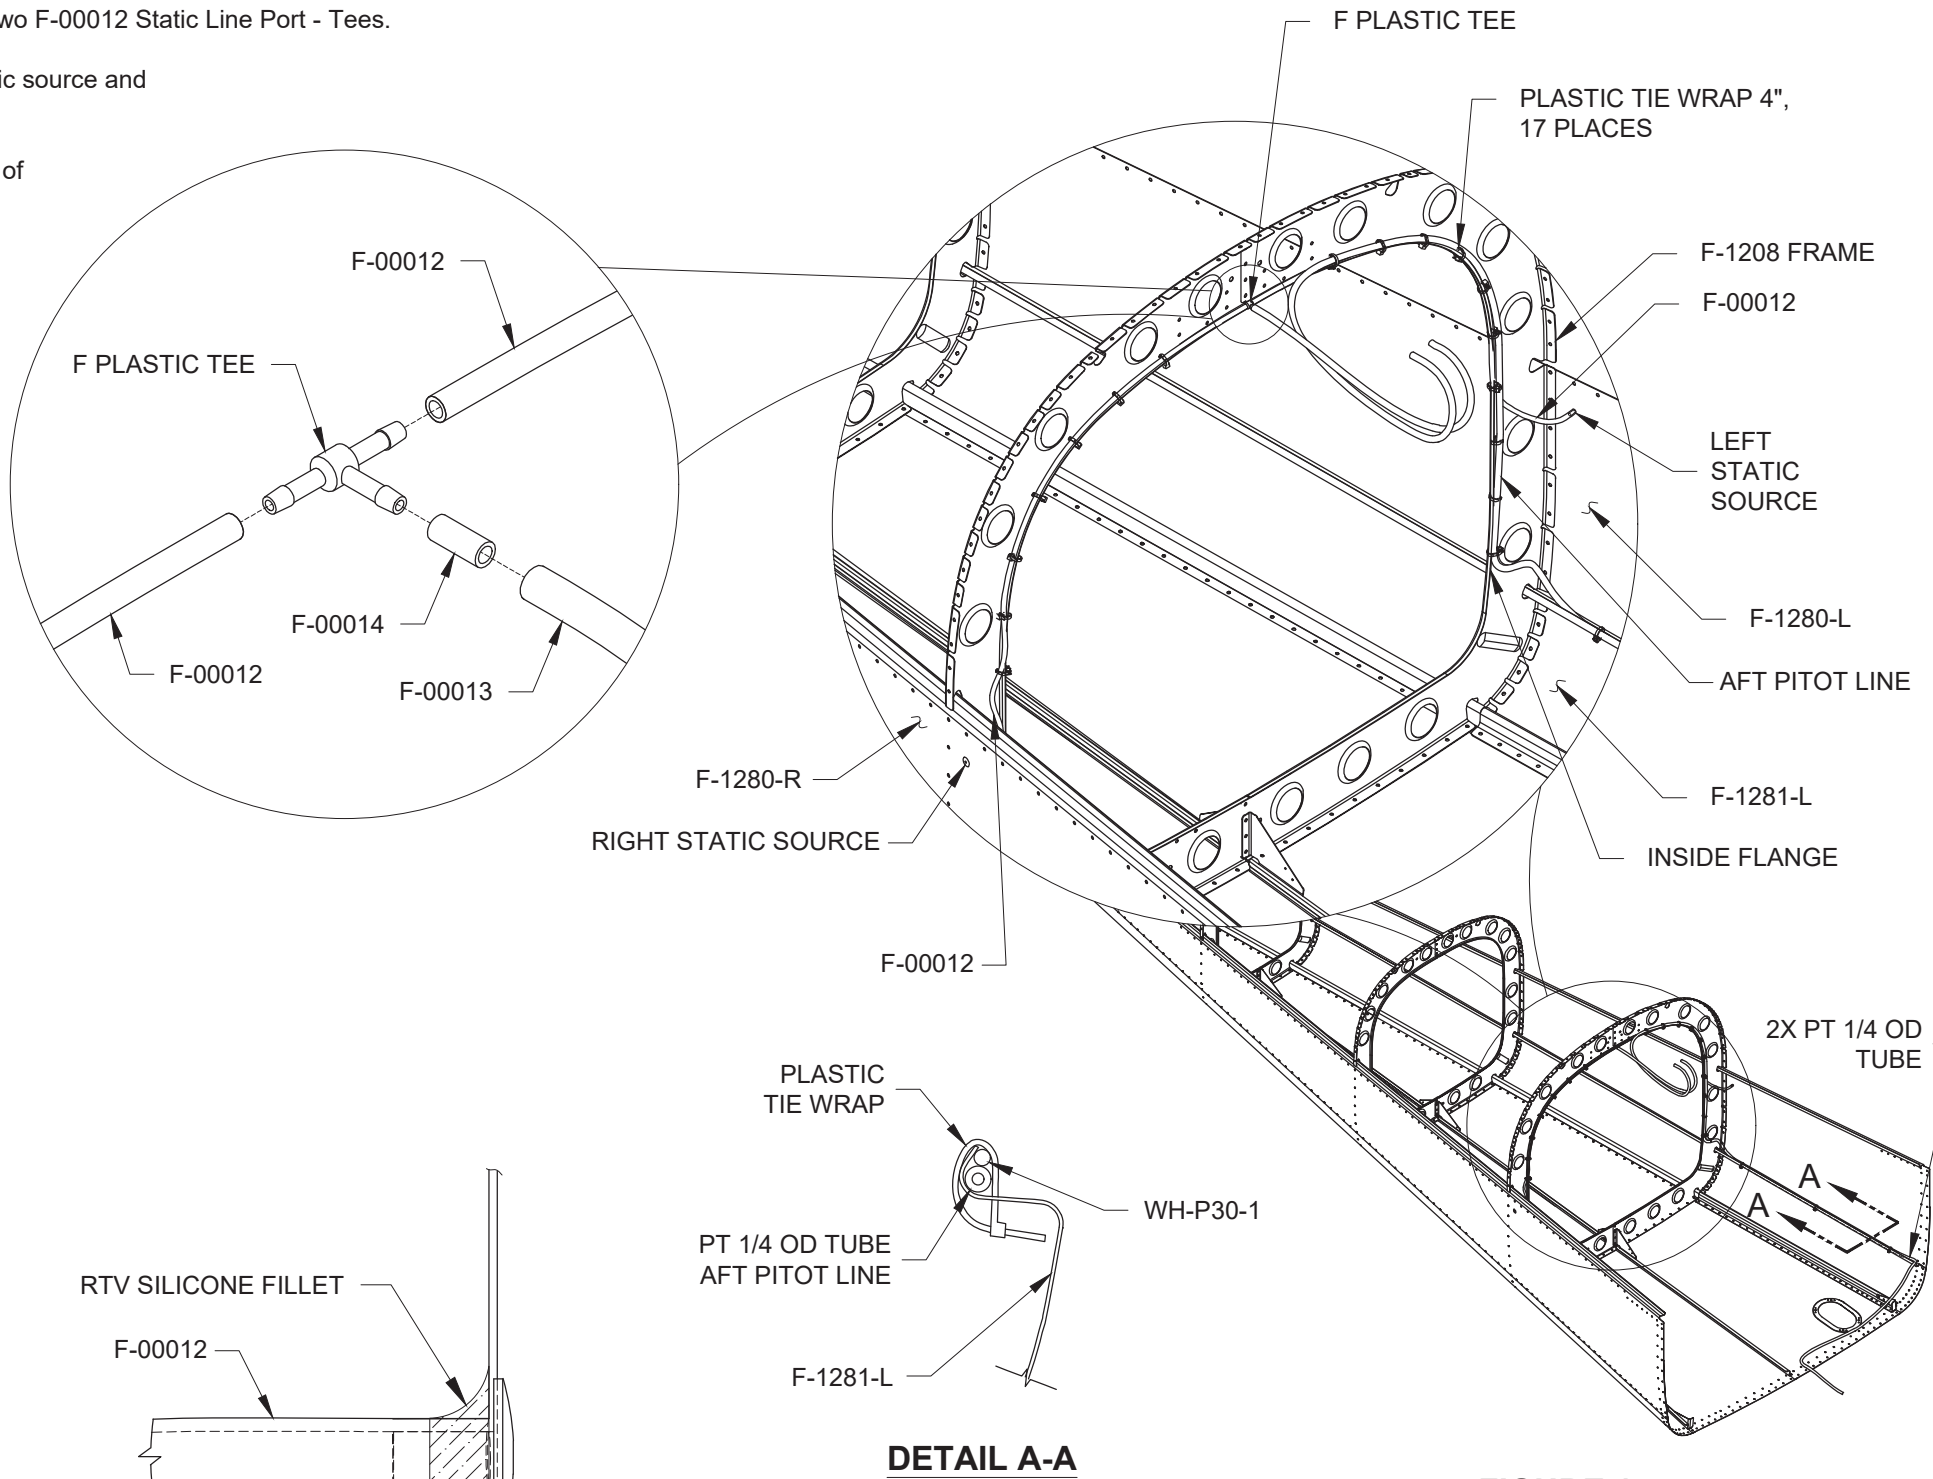 wo F-00012 Static Line Port - Tees.
ic source and
of
F PLASTIC TEE
PLASTIC TIE WRAP 4",
17 PLACES
F-00012
F-1208 FRAME
F-00012
F PLASTIC TEE
LEFT
STATIC
SOURCE
F-00014
F-1280-L
F-00012
F-00013
AFT PITOT LINE
F-1280-R
F-1281-L
RIGHT STATIC SOURCE
INSIDE FLANGE
F-00012
2X PT 1/4 OD
TUBE
PLASTIC
TIE WRAP
A
A
WH-P30-1
PT 1/4 OD TUBE
AFT PITOT LINE
RTV SILICONE FILLET
F-00012
F-1281-L
DETAIL A-A